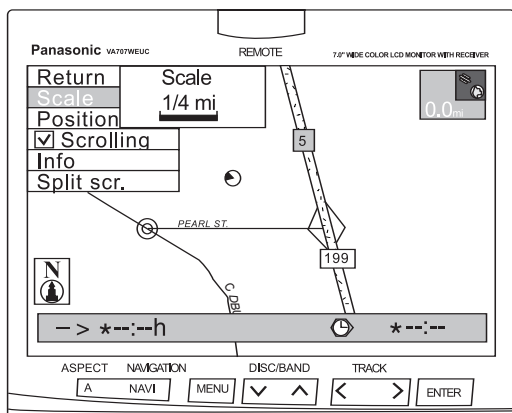 Panasonic VA707WEUC
REMOTE
7.0" WIDE COLOR LCD MONITOR WITH RECEIVER
Return
Scale
Position
Scrolling
Info
Split scr.
Scale
1/4 mi
0.0mi
5
PEARL ST.
199
N
C DBL
–> *--:--h
*--:--
ASPECT
NAVIGATION
DISC/BAND
TRACK
A
NAVI
MENU
ENTER